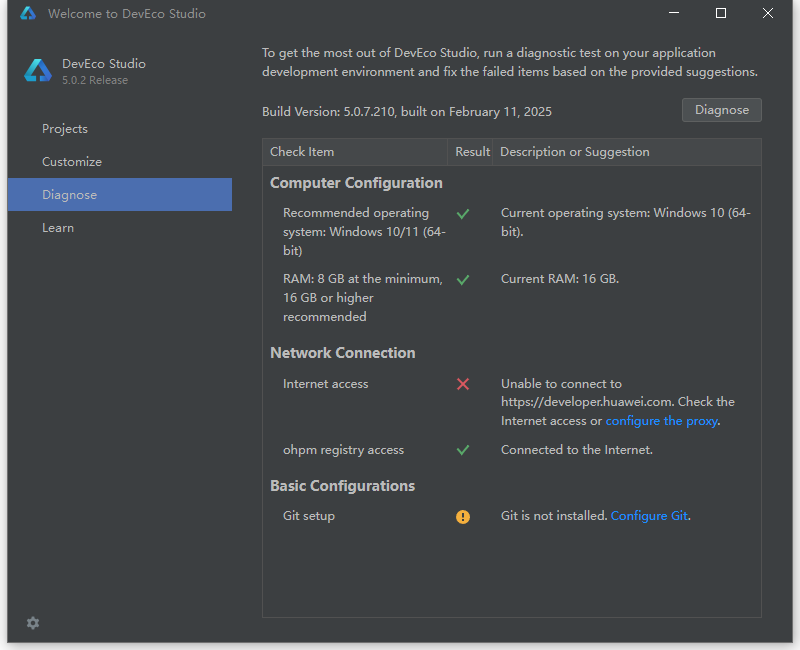 Welcome to DevEco Studio
DevEco Studio
5.0.2 Release
Projects
Customize
Diagnose
Learn
To get the most out of DevEco Studio, run a diagnostic test on your application
development environment and fix the failed items based on the provided suggestions.
Build Version: 5.0.7.210, built on February 11, 2025
Diagnose
Check Item
Result
Description or Suggestion
Computer Configuration
Recommended operating
system: Windows 10/11 (64-
bit)
Current operating system: Windows 10 (64-
bit).
RAM: 8 GB at the minimum,
16 GB or higher
recommended
Current RAM: 16 GB.
Network Connection
Internet access
Unable to connect to
https://developer.huawei.com. Check the
Internet access or configure the proxy.
ohpm registry access
Connected to the Internet.
Basic Configurations
Git setup
Git is not installed. Configure Git.